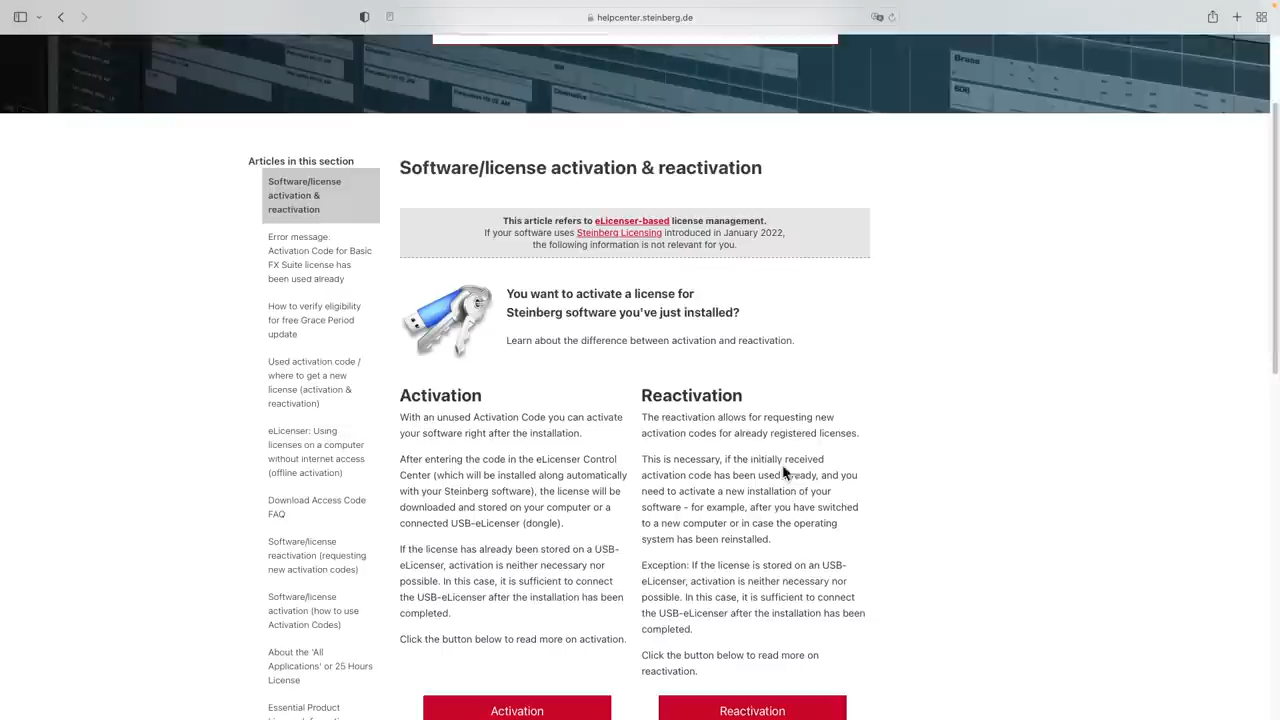 helpcenter.steinberg.de
Brass
Articles in this section
Software/license
activation &
reactivation
Error message:
Activation Code for Basic
FX Suite license has
been used already
How to verify eligibility
for free Grace Period
update
Used activation code /
where to get a new
license (activation &
reactivation)
eLicenser: Using
licenses on a computer
without internet access
(offline activation)
Download Access Code
FAQ
Software/license
reactivation (requesting
new activation codes)
Software/license
activation (how to use
Activation Codes)
About the 'All
Applications' or 25 Hours
License
Essential Product
Software/license activation & reactivation
This article refers to eLicenser-based license management.
If your software uses Steinberg Licensing introduced in January 2022,
the following information is not relevant for you.
You want to activate a license for
Steinberg software you've just installed?
Learn about the difference between activation and reactivation.
Activation
With an unused Activation Code you can activate
your software right after the installation.
After entering the code in the eLicenser Control
Center (which will be installed along automatically
with your Steinberg software), the license will be
downloaded and stored on your computer or a
connected USB-eLicenser (dongle).
If the license has already been stored on a USB-
eLicenser, activation is neither necessary nor
possible. In this case, it is sufficient to connect
the USB-eLicenser after the installation has been
completed.
Click the button below to read more on activation.
Activation
Reactivation
The reactivation allows for requesting new
activation codes for already registered licenses.
This is necessary, if the initially received
activation code has been used already, and you
need to activate a new installation of your
software - for example, after you have switched
to a new computer or in case the operating
system has been reinstalled.
Exception: If the license is stored on an USB-
eLicenser, activation is neither necessary nor
possible. In this case, it is sufficient to connect
the USB-eLicenser after the installation has been
completed.
Click the button below to read more on
reactivation.
Reactivation